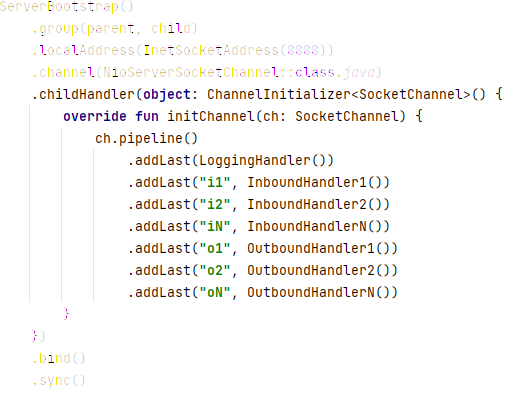 ServerBootstrap()
    .group(parent, child)
    .localAddress(InetSocketAddress(8888))
    .channel(NioServerSocketChannel::class.java)
    .childHandler(object: ChannelInitializer<SocketChannel>() {
        override fun initChannel(ch: SocketChannel) {
            ch.pipeline()
                .addLast(LoggingHandler())
                .addLast("i1", InboundHandler1())
                .addLast("i2", InboundHandler2())
                .addLast("iN", InboundHandlerN())
                .addLast("o1", OutboundHandler1())
                .addLast("o2", OutboundHandler2())
                .addLast("oN", OutboundHandlerN())
        }
    })
    .bind()
    .sync()